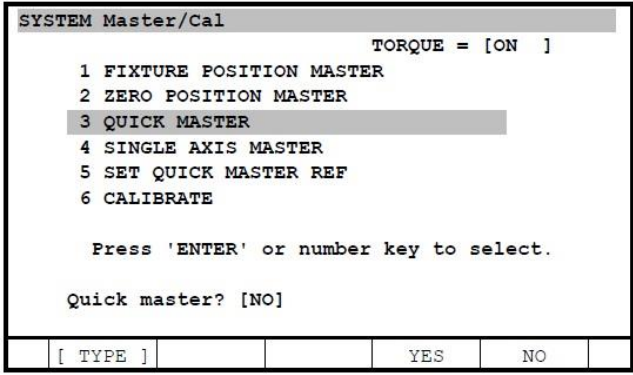 SYSTEM Master/Cal
TORQUE = [ON  ]
1 FIXTURE POSITION MASTER
2 ZERO POSITION MASTER
3 QUICK MASTER
4 SINGLE AXIS MASTER
5 SET QUICK MASTER REF
6 CALIBRATE
Press 'ENTER' or number key to select.
Quick master? [NO]
[ TYPE ] YES NO